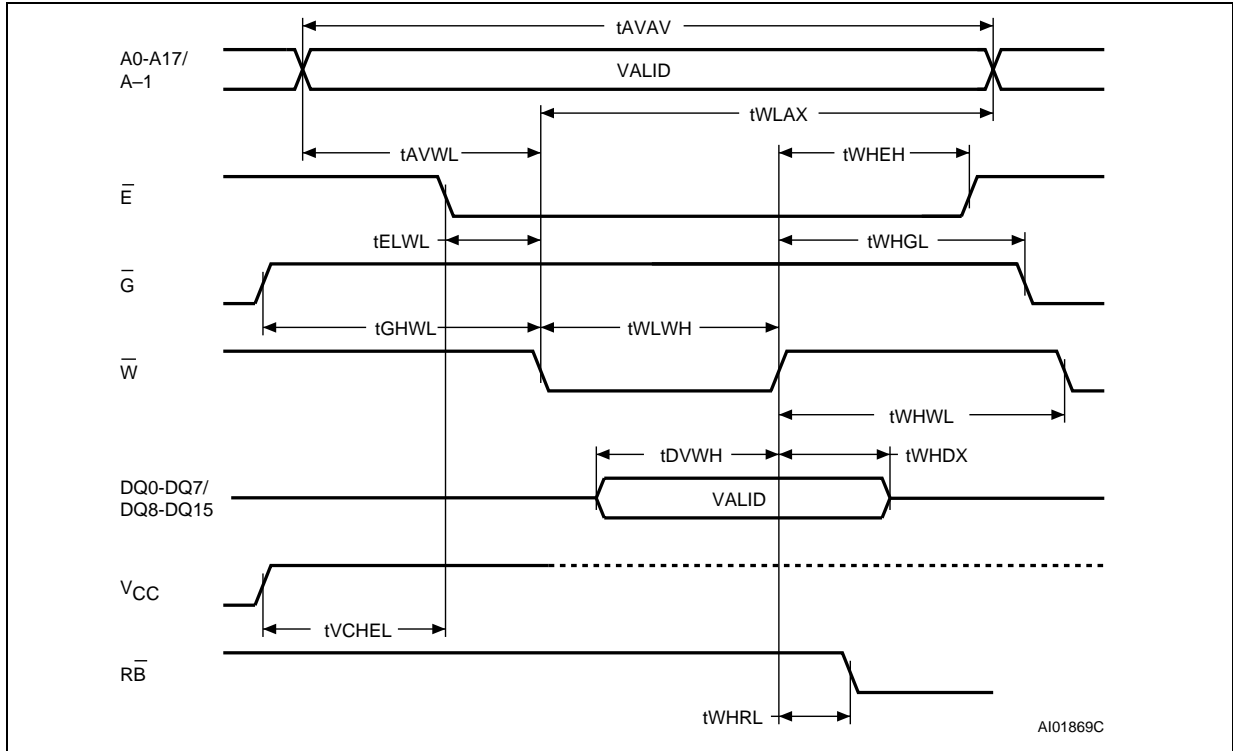 tAVAV
A0-A17/
A–1
VALID
tWLAX
tAVWL
tWHEH
E̅
tELWL
tWHGL
G̅
tGHWL
tWLWH
W̅
tWHWL
tDVWH
tWHDX
DQ0-DQ7/
DQ8-DQ15
VALID
VCC
tVCHEL
RB̅
tWHRL
AI01869C